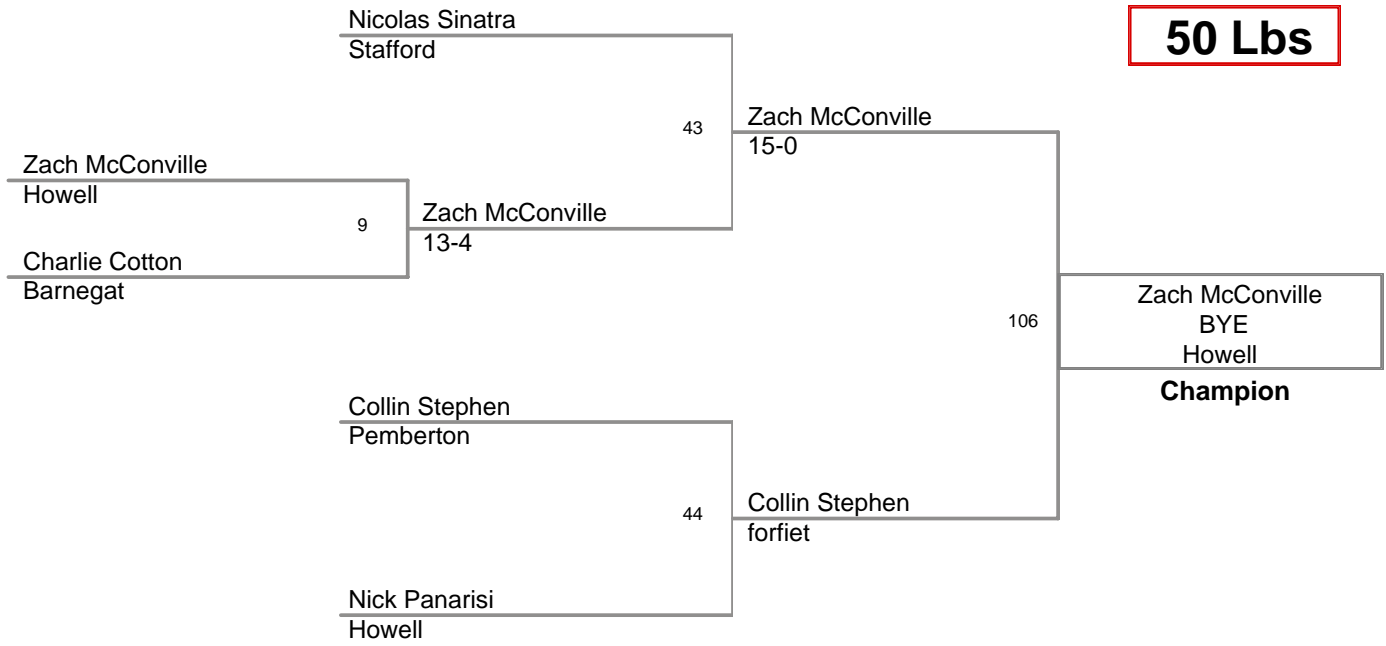 Nicolas Sinatra
Stafford
50 Lbs
43
Zach McConville
15-0
Zach McConville
Howell
9
Zach McConville
13-4
Charlie Cotton
Barnegat
106
Zach McConville
BYE
Howell
Champion
Collin Stephen
Pemberton
44
Collin Stephen
forfiet
Nick Panarisi
Howell